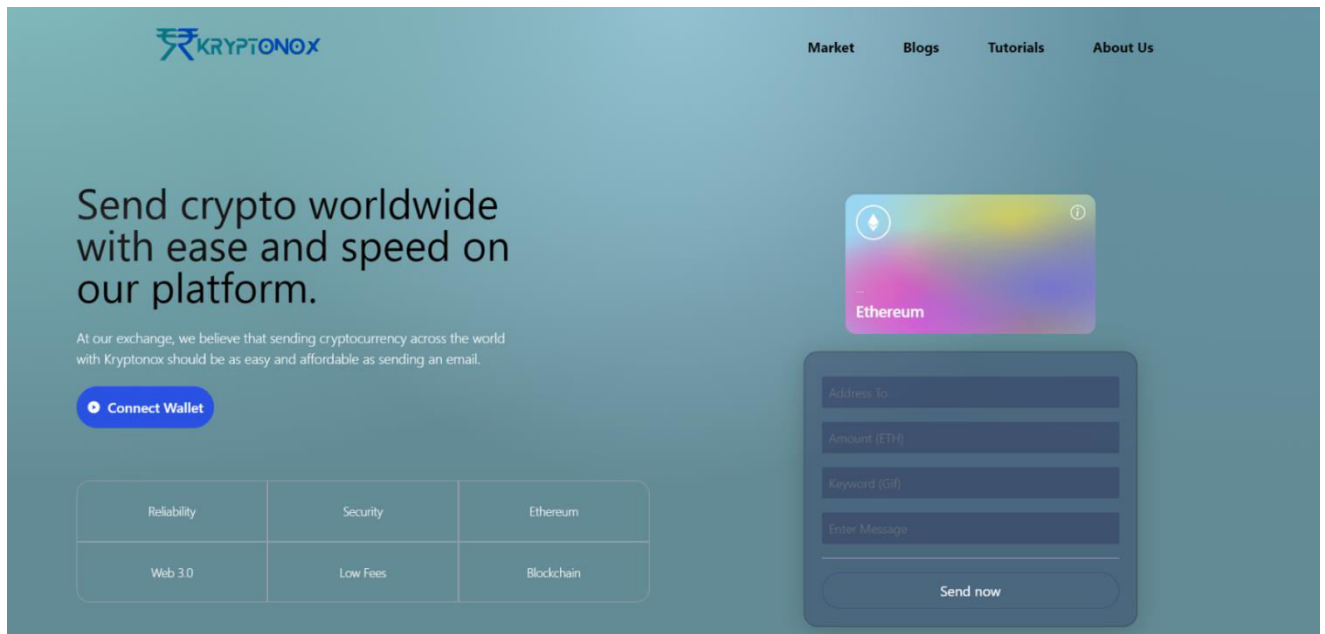 KRYPTONOX
Market Blogs Tutorials About Us
Send crypto worldwide
with ease and speed on
our platform.
At our exchange, we believe that sending cryptocurrency across the world
with Kryptonox should be as easy and affordable as sending an email.
Connect Wallet
Reliability Security Ethereum
Web 3.0 Low Fees Blockchain
...
Ethereum
Address To
Amount (ETH)
Keyword (Gif)
Enter Message
Send now